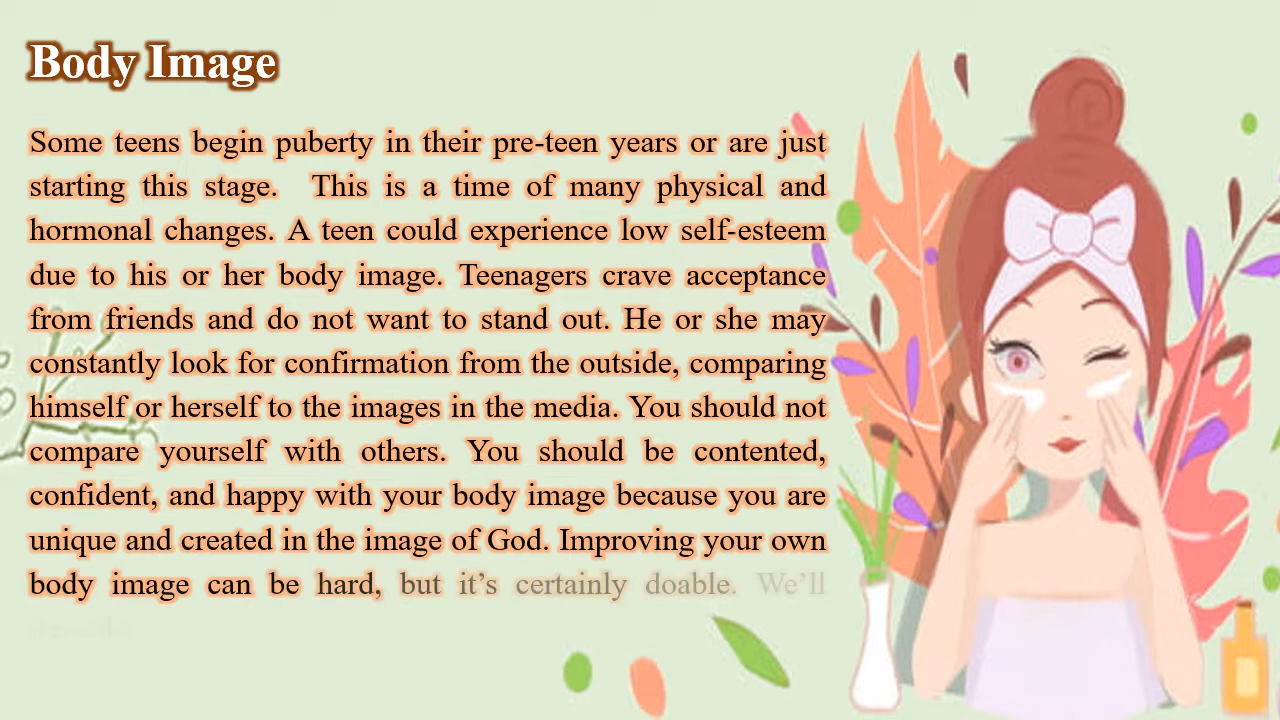 Body Image
Some teens begin puberty in their pre-teen years or are just
starting this stage.  This is a time of many physical and
hormonal changes. A teen could experience low self-esteem
due to his or her body image. Teenagers crave acceptance
from friends and do not want to stand out. He or she may
constantly look for confirmation from the outside, comparing
himself or herself to the images in the media. You should not
compare yourself with others. You should be contented,
confident, and happy with your body image because you are
unique and created in the image of God. Improving your own
body image can be hard, but it’s certainly doable. We’ll